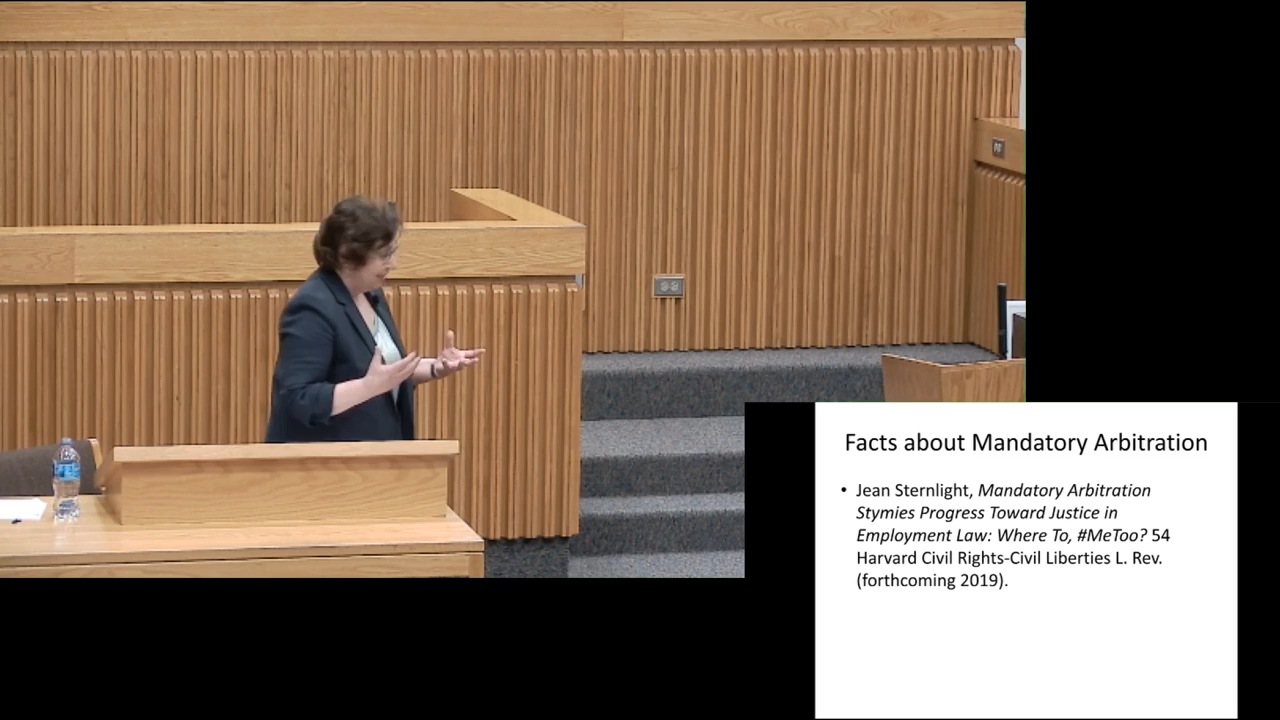 Facts about Mandatory Arbitration
• Jean Sternlight, Mandatory Arbitration
Stymies Progress Toward Justice in
Employment Law: Where To, #MeToo? 54
Harvard Civil Rights-Civil Liberties L. Rev.
(forthcoming 2019).